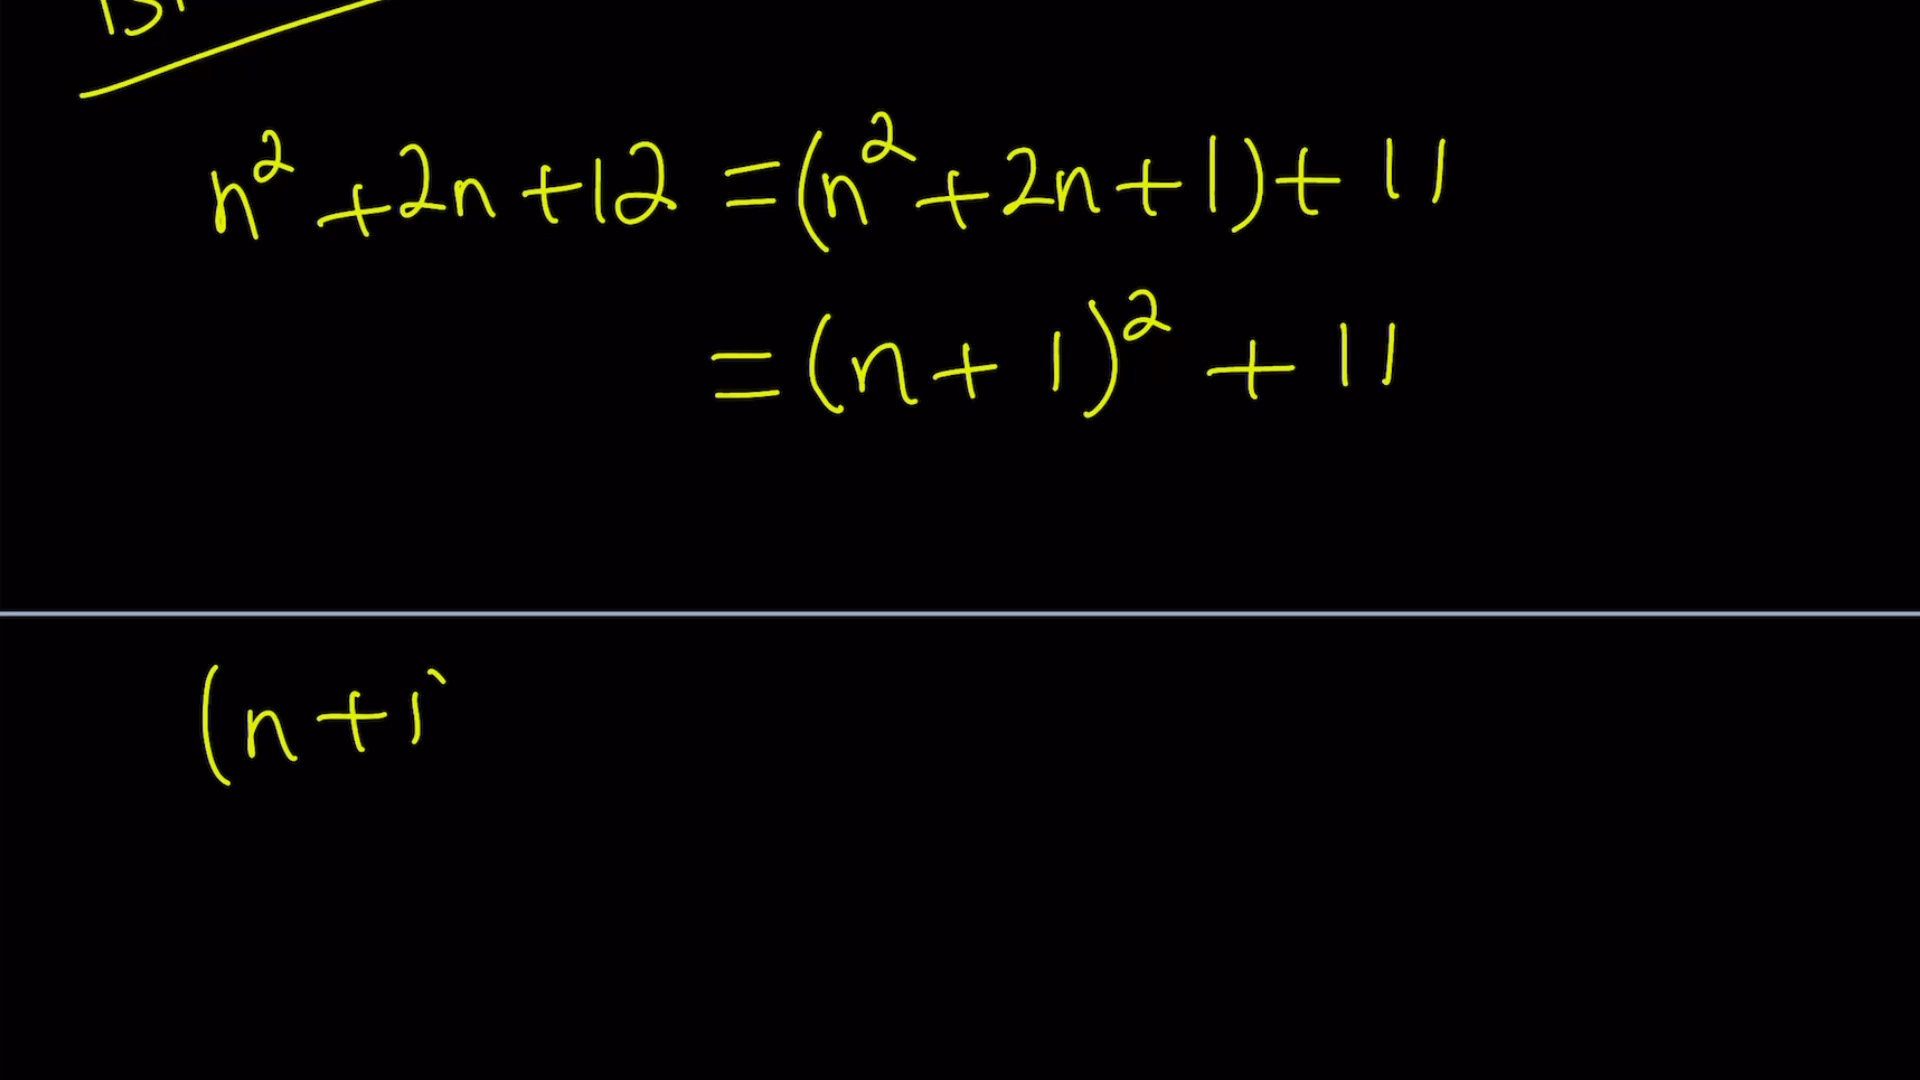 n² + 2n + 12 = (n² + 2n + 1) + 11
= (n + 1)² + 11
(n + 1